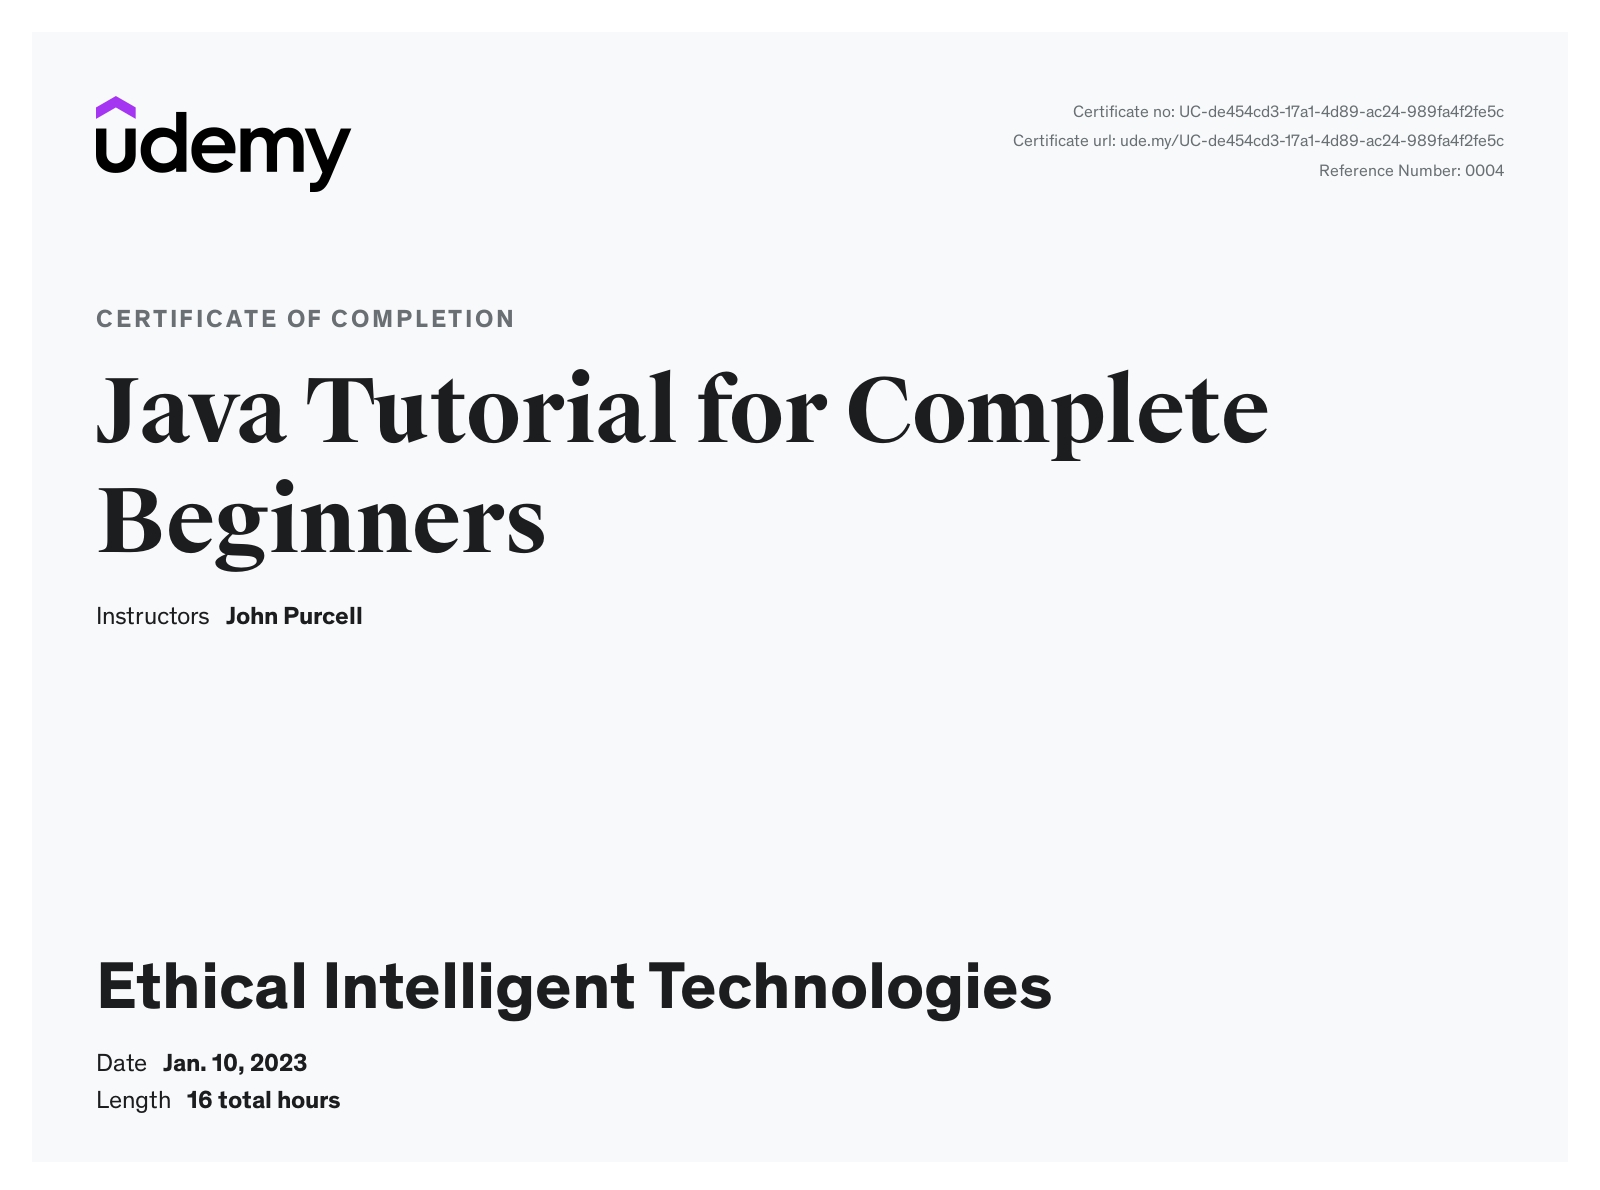 udemy
Certificate no: UC-de454cd3-17a1-4d89-ac24-989fa4f2fe5c
Certificate url: ude.my/UC-de454cd3-17a1-4d89-ac24-989fa4f2fe5c
Reference Number: 0004
CERTIFICATE OF COMPLETION
Java Tutorial for Complete
Beginners
Instructors John Purcell
Ethical Intelligent Technologies
Date Jan. 10, 2023
Length 16 total hours